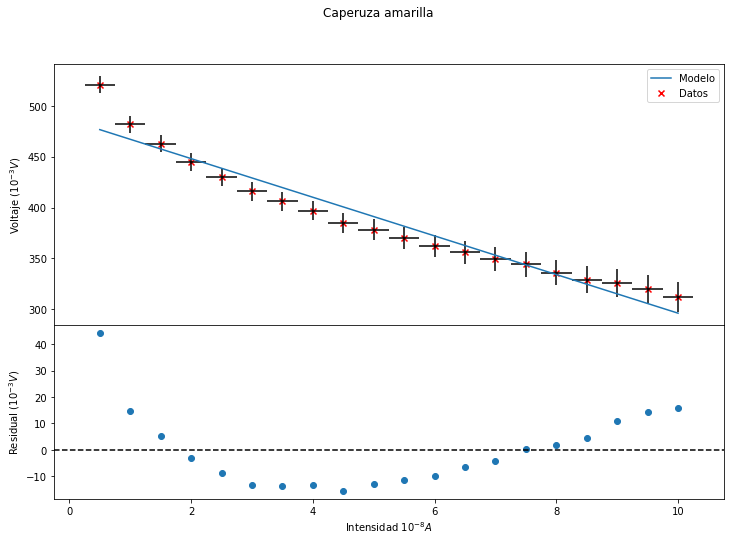 Caperuza amarilla
Modelo
Datos
Voltaje (10⁻³V)
500
450
400
350
300
Residual (10⁻³V)
40
30
20
10
0
−10
0 2 4 6 8 10
Intensidad 10⁻⁸A